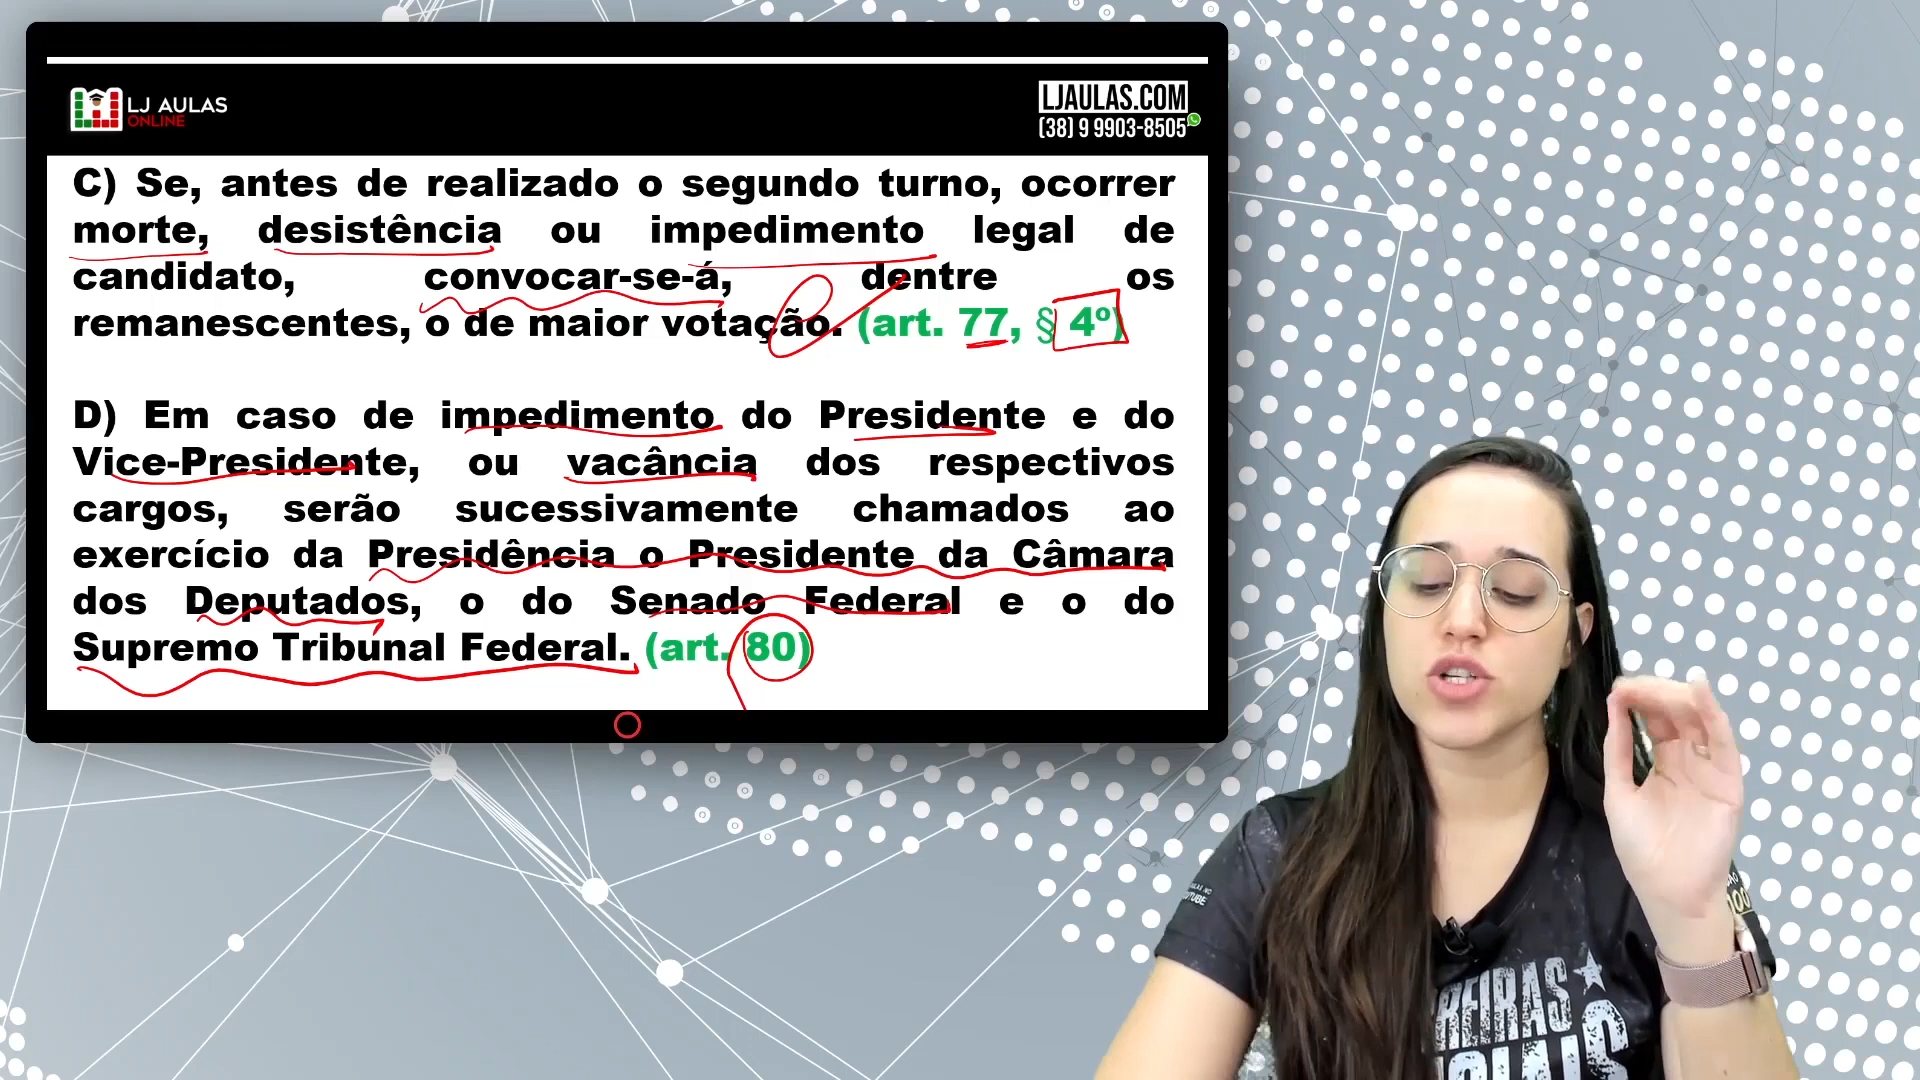 LJ AULAS
ONLINE
LJAULAS.COM
(38) 9 9903-8505
C) Se, antes de realizado o segundo turno, ocorrer
morte, desistência ou impedimento legal de
candidato, convocar-se-á, dentre os
remanescentes, o de maior votação. (art. 77, § 4º)
D) Em caso de impedimento do Presidente e do
Vice-Presidente, ou vacância dos respectivos
cargos, serão sucessivamente chamados ao
exercício da Presidência o Presidente da Câmara
dos Deputados, o do Senado Federal e o do
Supremo Tribunal Federal. (art. 80)